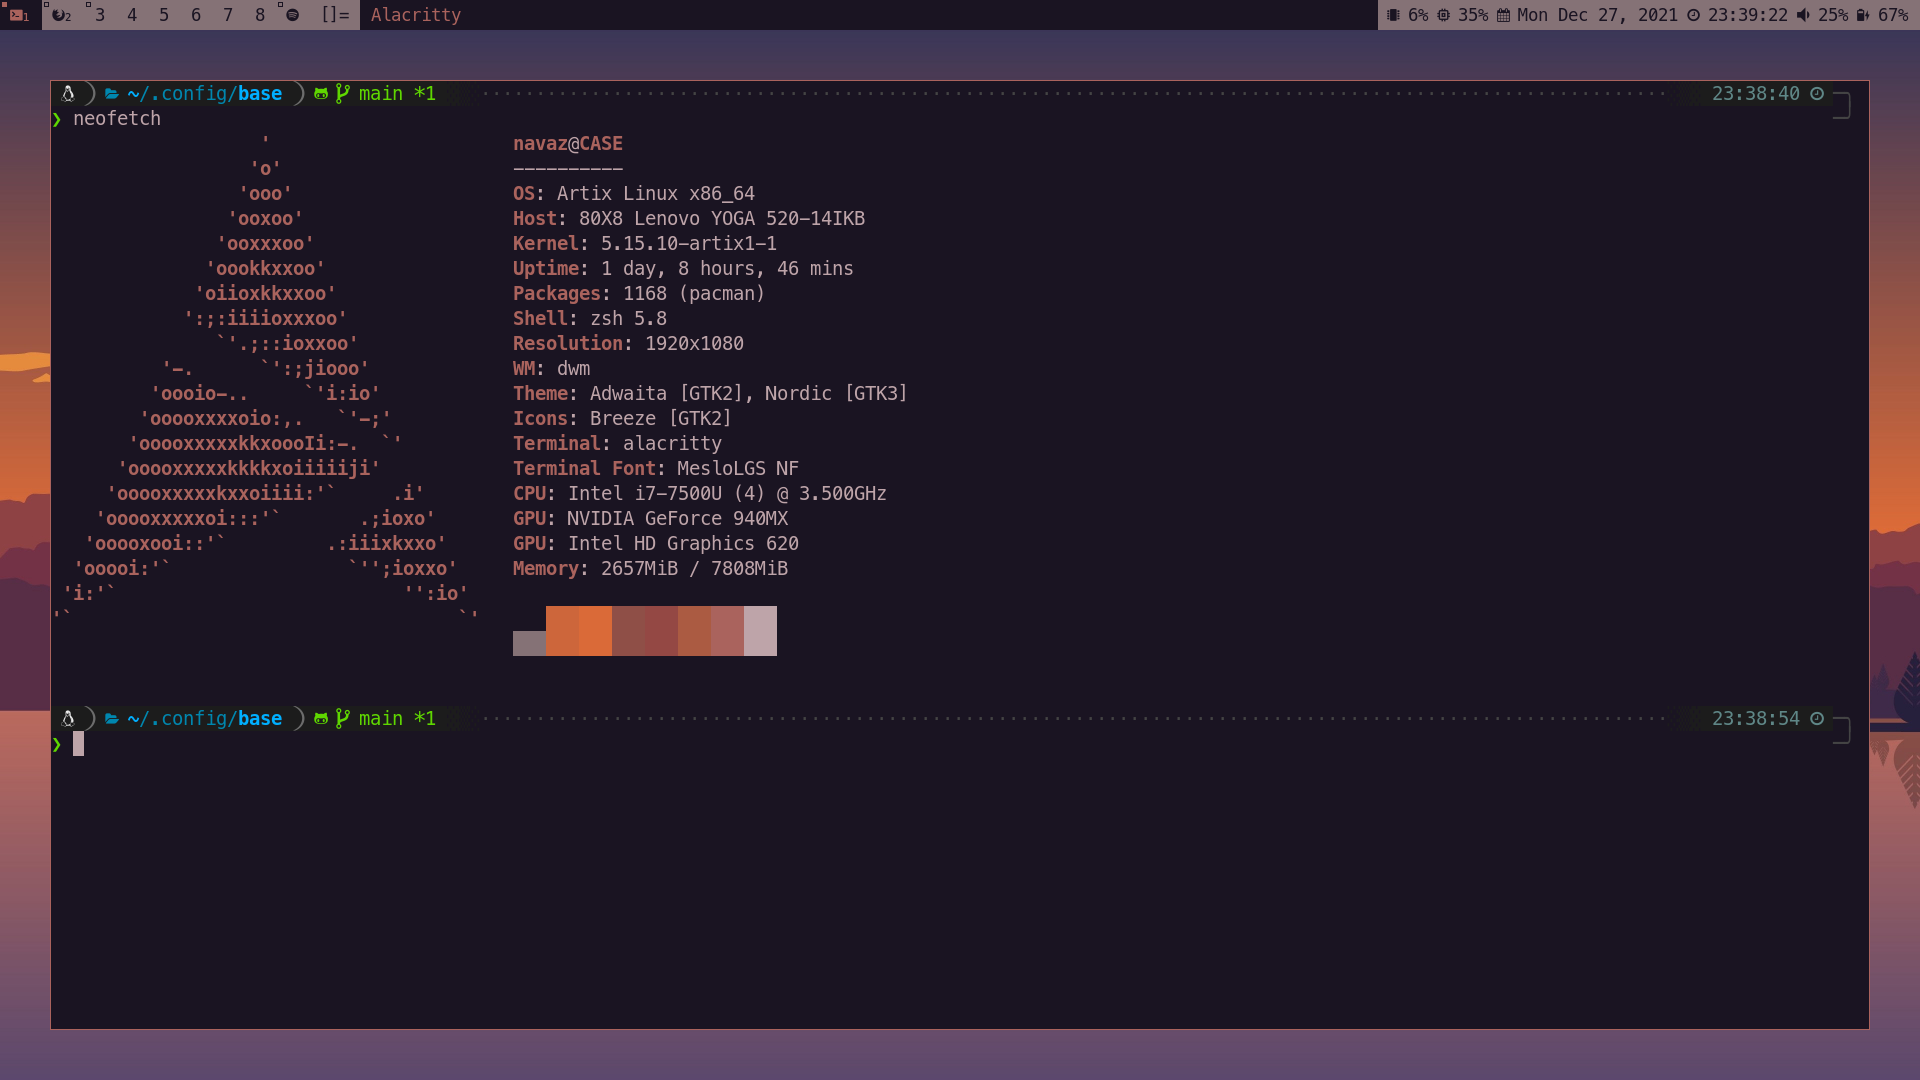 1 2 3 4 5 6 7 8 []= Alacritty 6% 35% Mon Dec 27, 2021 23:39:22 25% 67%
~/.config/base main *1 23:38:40
❯ neofetch
'
'o'
'ooo'
'ooxoo'
'ooxxxoo'
'oookkxxoo'
'oiioxkkxxoo'
':;:iiiioxxxoo'
`'.;::ioxxoo'
'-. `':;jiooo'
'oooio-.. `'i:io'
'ooooxxxxoio:,. `'-;'
'ooooxxxxxkkxoooIi:-. `'
'ooooxxxxxkkkkxoiiiiiji'
'ooooxxxxxkxxoiiii:'` .i'
'ooooxxxxxoi:::'` .;ioxo'
'ooooxooi::'` .:iiixkxxo'
'ooooi:'` `'';ioxxo'
'i:'` '':io'
'` `'
navaz@CASE
----------
OS: Artix Linux x86_64
Host: 80X8 Lenovo YOGA 520-14IKB
Kernel: 5.15.10-artix1-1
Uptime: 1 day, 8 hours, 46 mins
Packages: 1168 (pacman)
Shell: zsh 5.8
Resolution: 1920x1080
WM: dwm
Theme: Adwaita [GTK2], Nordic [GTK3]
Icons: Breeze [GTK2]
Terminal: alacritty
Terminal Font: MesloLGS NF
CPU: Intel i7-7500U (4) @ 3.500GHz
GPU: NVIDIA GeForce 940MX
GPU: Intel HD Graphics 620
Memory: 2657MiB / 7808MiB
~/.config/base main *1 23:38:54
❯